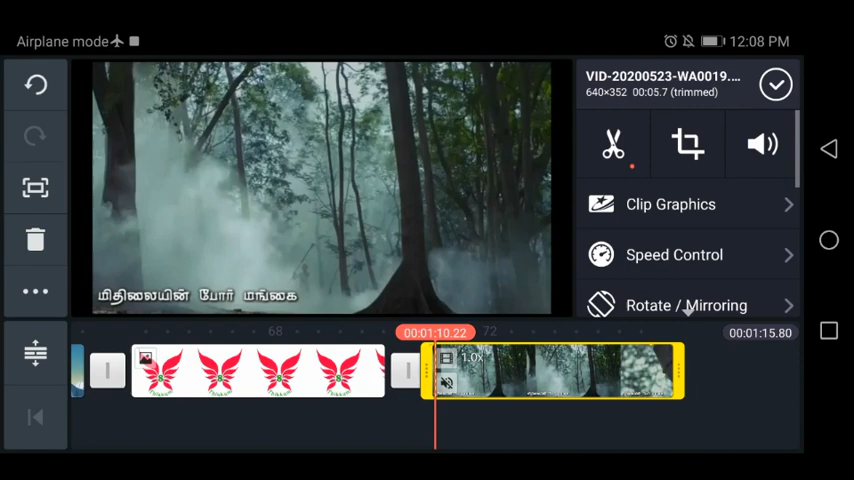 Airplane mode
12:08 PM
VID-20200523-WA0019....
640×352 00:05.7 (trimmed)
Clip Graphics
Speed Control
Rotate / Mirroring
மிதிலையின் போர் மங்கை
68
00:01:10.22
72
00:01:15.80
1.0x